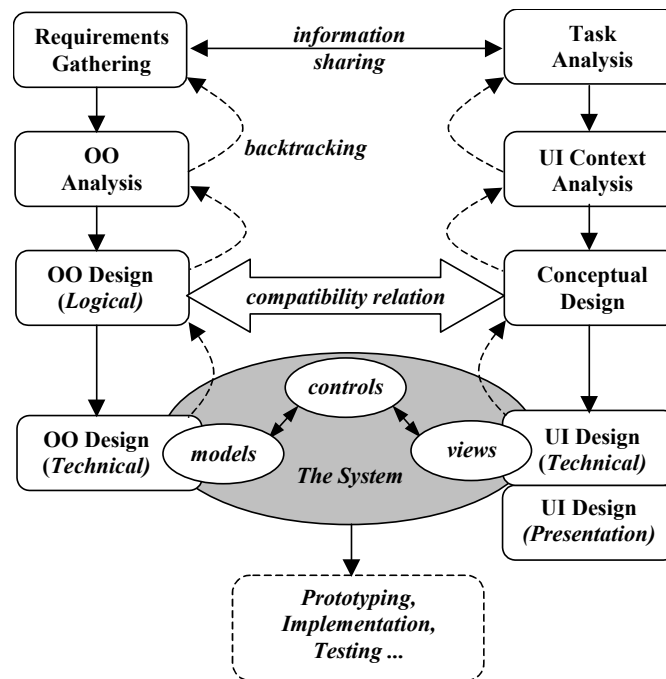 Requirements
Gathering
information
sharing
Task
Analysis
backtracking
OO
Analysis
UI Context
Analysis
OO Design
(Logical)
compatibility relation
Conceptual
Design
controls
OO Design
(Technical)
models
views
The System
UI Design
(Technical)
UI Design
(Presentation)
Prototyping,
Implementation,
Testing ...